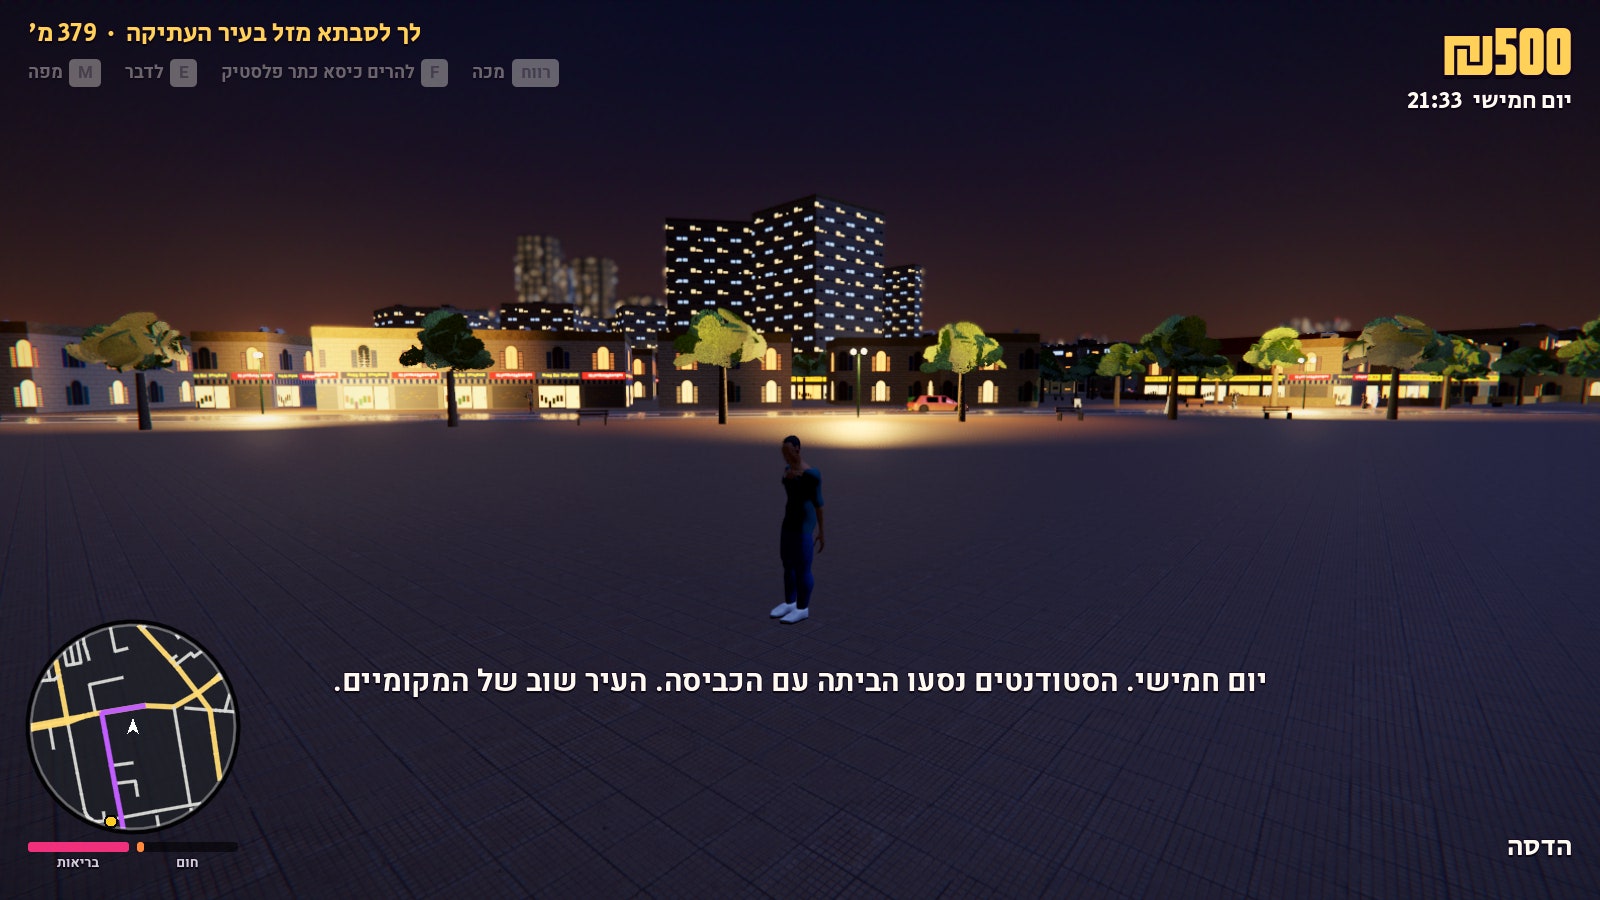 לך לסבתא מזל בעיר העתיקה · 379 מ׳
רווח מכה F להרים כיסא כתר פלסטיק E לדבר M מפה
₪500
יום חמישי 21:33
יום חמישי. הסטודנטים נסעו הביתה עם הכביסה. העיר שוב של המקומיים.
בריאות
חום
הדסה